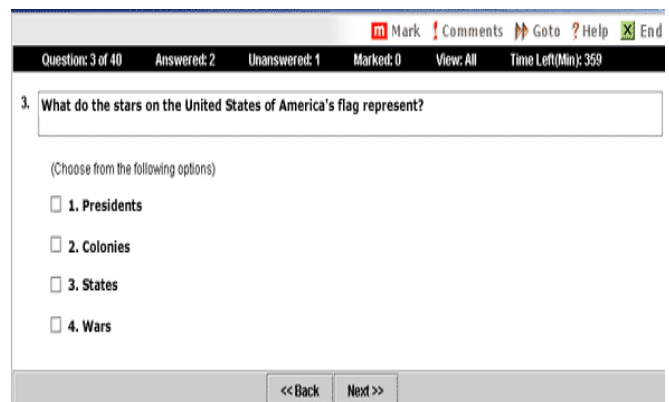 m Mark ! Comments Goto ? Help X End
Question: 3 of 40 Answered: 2 Unanswered: 1 Marked: 0 View: All Time Left(Min): 359
3. What do the stars on the United States of America's flag represent?
(Choose from the following options)
1. Presidents
2. Colonies
3. States
4. Wars
<< Back Next >>